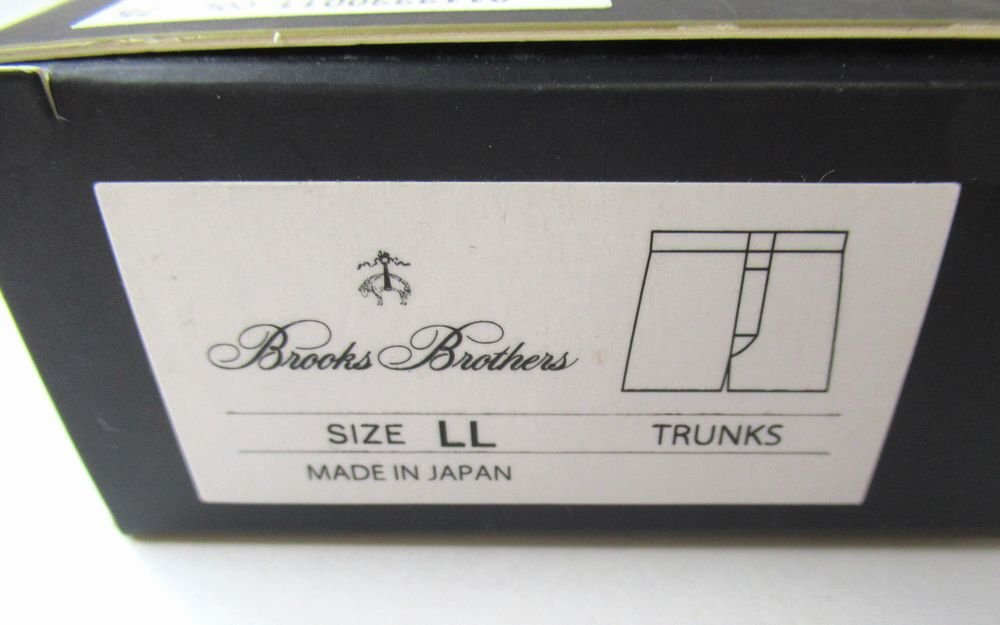 Brooks Brothers
SIZE LL
TRUNKS
MADE IN JAPAN